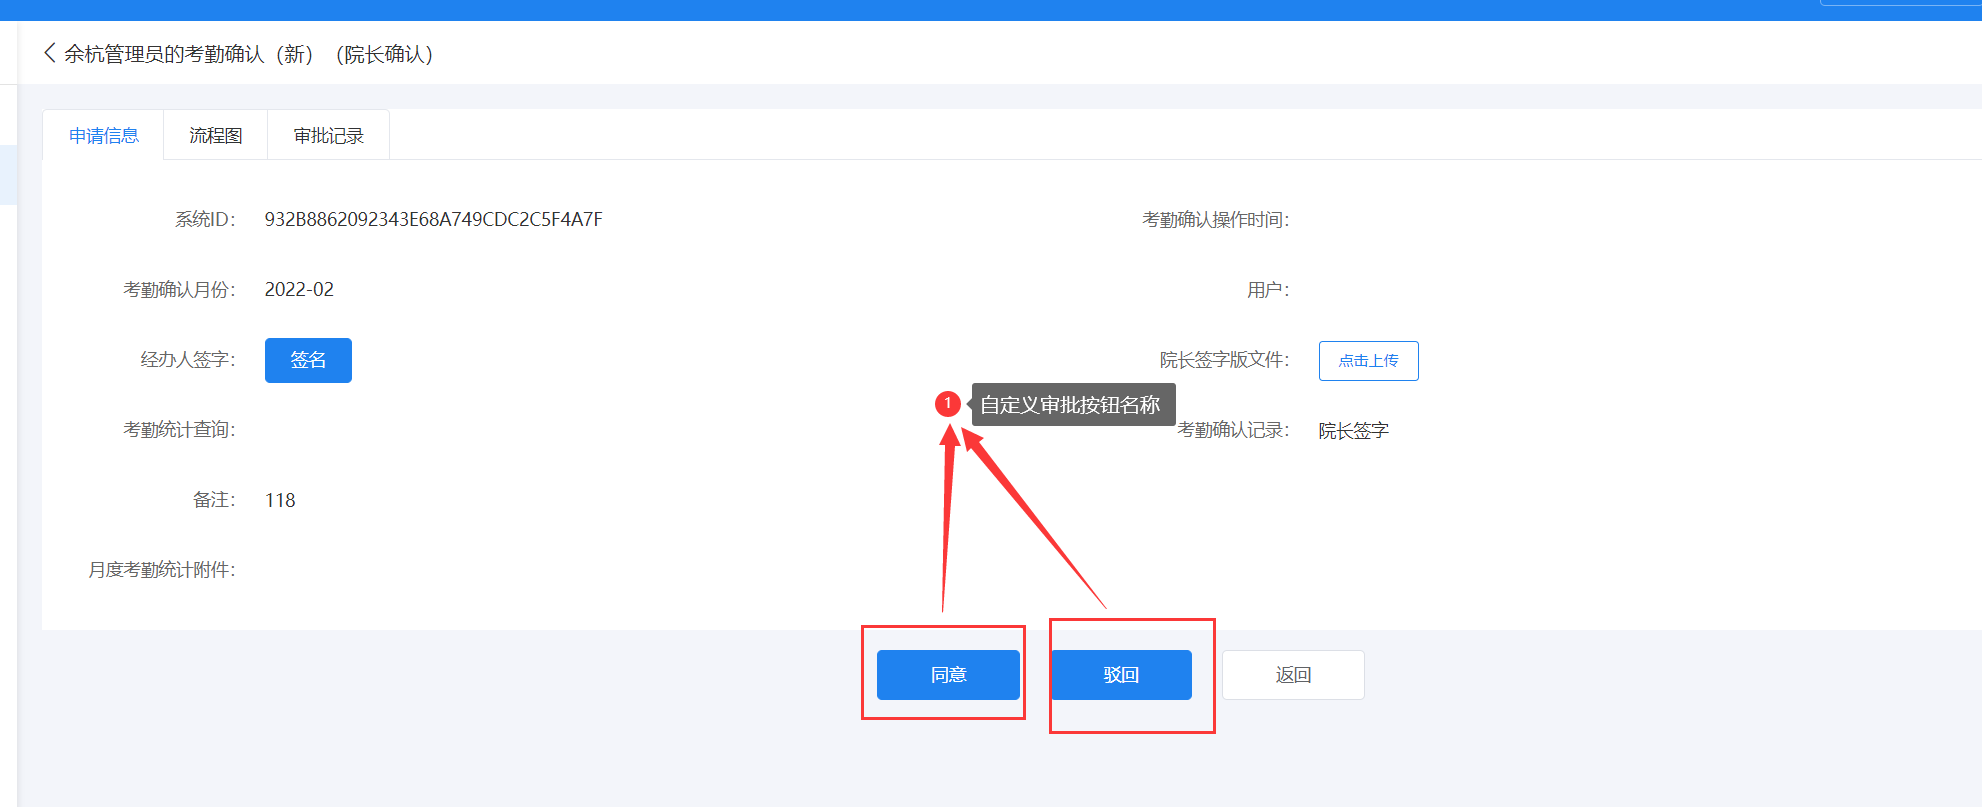 余杭管理员的考勤确认（新）（院长确认）
申请信息 流程图 审批记录
系统ID： 932B8862092343E68A749CDC2C5F4A7F 考勤确认操作时间：
考勤确认月份： 2022-02 用户：
经办人签字： 签名 院长签字版文件： 点击上传
1 自定义审批按钮名称
考勤统计查询： 考勤确认记录： 院长签字
备注： 118
月度考勤统计附件：
同意 驳回 返回